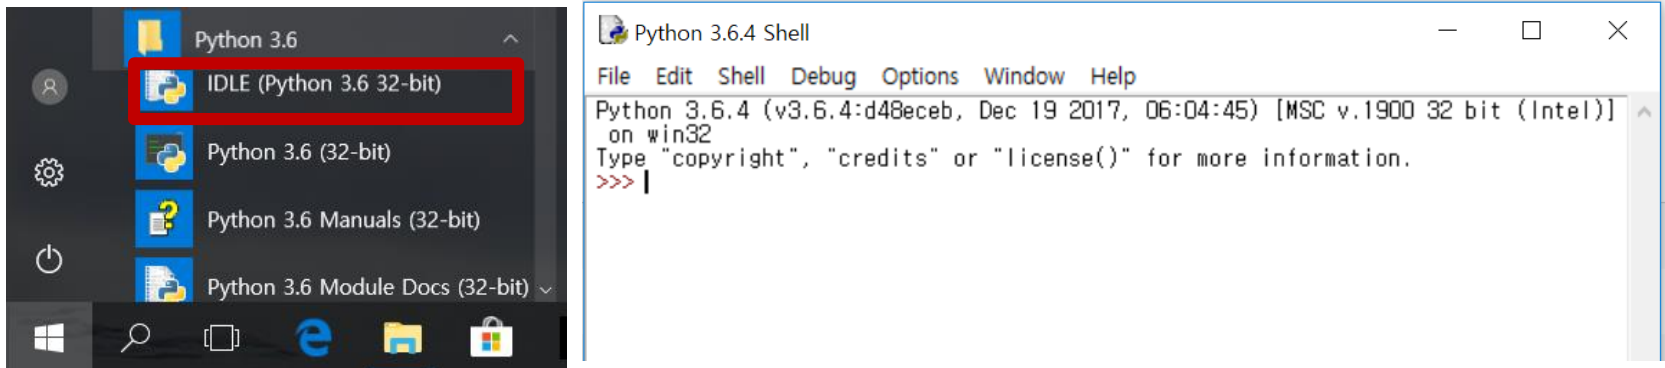 Python 3.6
IDLE (Python 3.6 32-bit)
Python 3.6 (32-bit)
Python 3.6 Manuals (32-bit)
Python 3.6 Module Docs (32-bit)
Python 3.6.4 Shell
File Edit Shell Debug Options Window Help
Python 3.6.4 (v3.6.4:d48eceb, Dec 19 2017, 06:04:45) [MSC v.1900 32 bit (Intel)]
on win32
Type "copyright", "credits" or "license()" for more information.
>>>